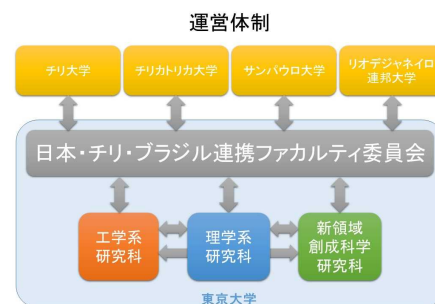 運営体制
チリ大学
チリカトリカ大学
サンパウロ大学
リオデジャネイロ
連邦大学
日本・チリ・ブラジル連携ファカルティ委員会
工学系
研究科
理学系
研究科
新領域
創成科学
研究科
東京大学